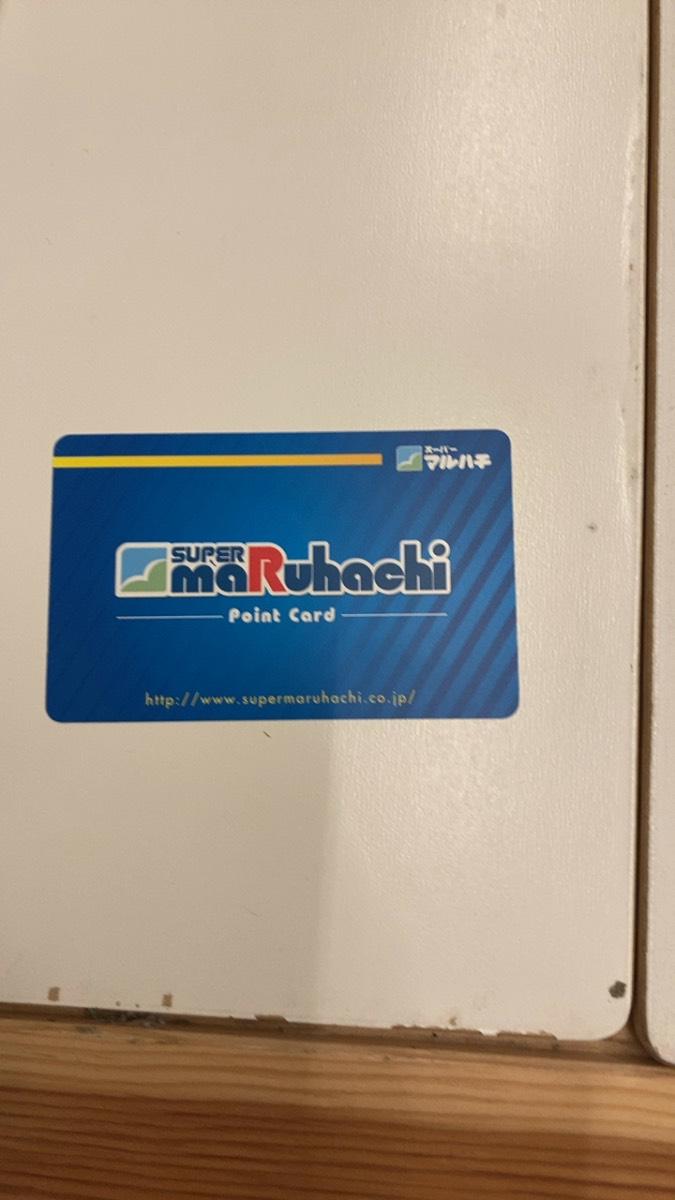 スーパー
マルハチ
SUPER
maRuhachi
Point Card
http://www.supermaruhachi.co.jp/